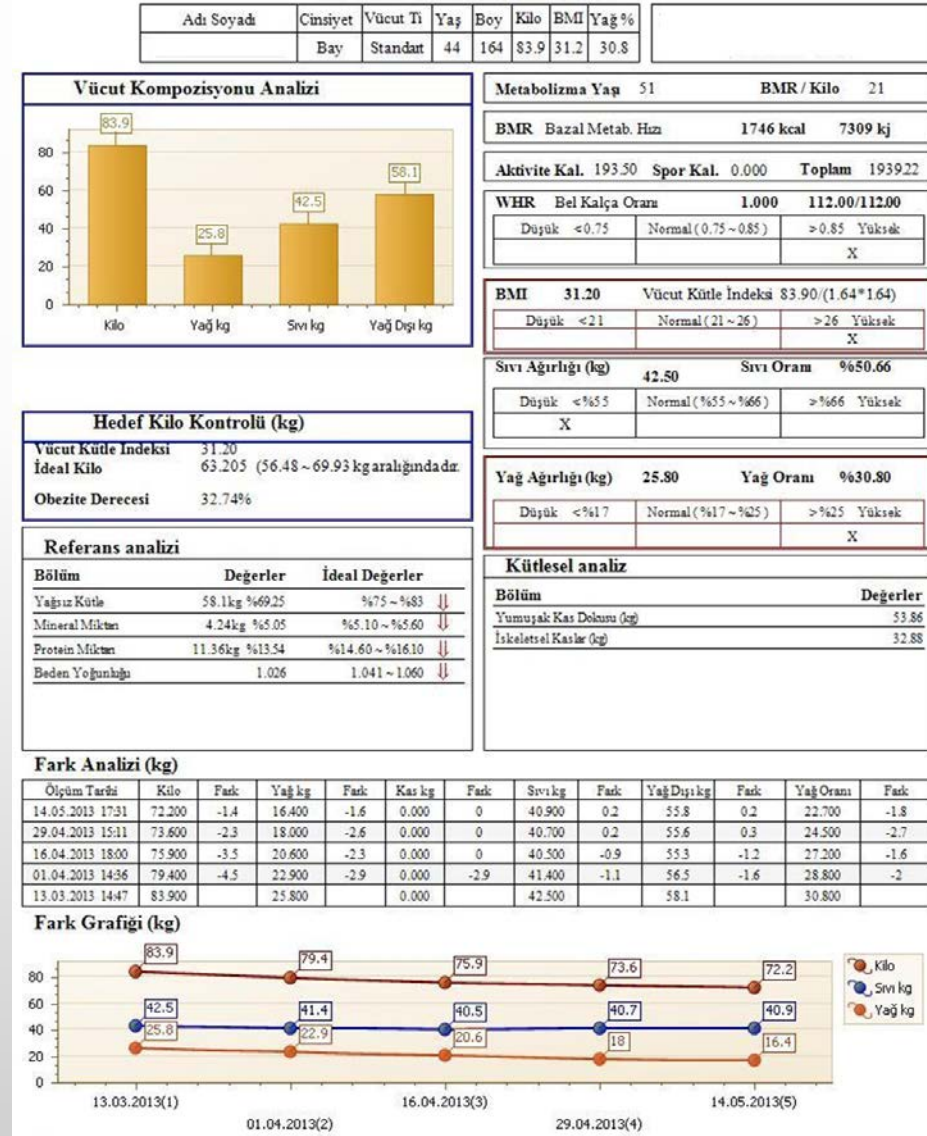 Adı Soyadı Cinsiyet Vücut Ti Yaş Boy Kilo BMI Yağ %
Bay Standart 44 164 83.9 31.2 30.8
Vücut Kompozisyonu Analizi
83.9
58.1
42.5
25.8
80
60
40
20
0
Kilo Yağ kg Sıvı kg Yağ Dışı kg
Metabolizma Yaşı 51 BMR / Kilo 21
BMR Bazal Metab. Hızı 1746 kcal 7309 kj
Aktivite Kal. 193.50 Spor Kal. 0.000 Toplam 1939.22
WHR Bel Kalça Oranı 1.000 112.00/112.00
Düşük <0.75 Normal ( 0.75 ~ 0.85 ) >0.85 Yüksek
X
BMI 31.20 Vücut Kütle İndeksi 83.90/(1.64*1.64)
Düşük <21 Normal ( 21 ~ 26 ) >26 Yüksek
X
Sıvı Ağırlığı (kg) 42.50 Sıvı Oranı %50.66
Düşük <%55 Normal ( %55 ~ %66 ) >%66 Yüksek
X
Hedef Kilo Kontrolü (kg)
Vücut Kütle İndeksi 31.20
İdeal Kilo 63.205 (56.48 ~ 69.93 kg aralığındadır.
Obezite Derecesi 32.74%
Yağ Ağırlığı (kg) 25.80 Yağ Oranı %30.80
Düşük <%17 Normal ( %17 ~ %25 ) >%25 Yüksek
X
Referans analizi
Bölüm Değerler İdeal Değerler
Yağsız Kütle 58.1kg %69.25 %75 ~ %83
Mineral Miktarı 4.24kg %5.05 %5.10 ~ %5.60
Protein Miktarı 11.36kg %13.54 %14.60 ~ %16.10
Beden Yoğunluğu 1.026 1.041 ~ 1.060
Kütlesel analiz
Bölüm Değerler
Yumuşak Kas Dokusu (kg) 53.86
İskeletsel Kaslar (kg) 32.88
Fark Analizi (kg)
Ölçüm Tarihi Kilo Fark Yağ kg Fark Kas kg Fark Sıvı kg Fark Yağ Dışı kg Fark Yağ Oranı Fark
14.05.2013 17:31 72.200 -1.4 16.400 -1.6 0.000 0 40.900 0.2 55.8 0.2 22.700 -1.8
29.04.2013 15:11 73.600 -2.3 18.000 -2.6 0.000 0 40.700 0.2 55.6 0.3 24.500 -2.7
16.04.2013 18:00 75.900 -3.5 20.600 -2.3 0.000 0 40.500 -0.9 55.3 -1.2 27.200 -1.6
01.04.2013 14:36 79.400 -4.5 22.900 -2.9 0.000 -2.9 41.400 -1.1 56.5 -1.6 28.800 -2
13.03.2013 14:47 83.900 25.800 0.000 42.500 58.1 30.800
Fark Grafiği (kg)
83.9 79.4 75.9 73.6 72.2
42.5 41.4 40.5 40.7 40.9
25.8 22.9 20.6 18 16.4
80
60
40
20
0
Kilo
Sıvı kg
Yağ kg
13.03.2013(1) 16.04.2013(3) 14.05.2013(5)
01.04.2013(2) 29.04.2013(4)